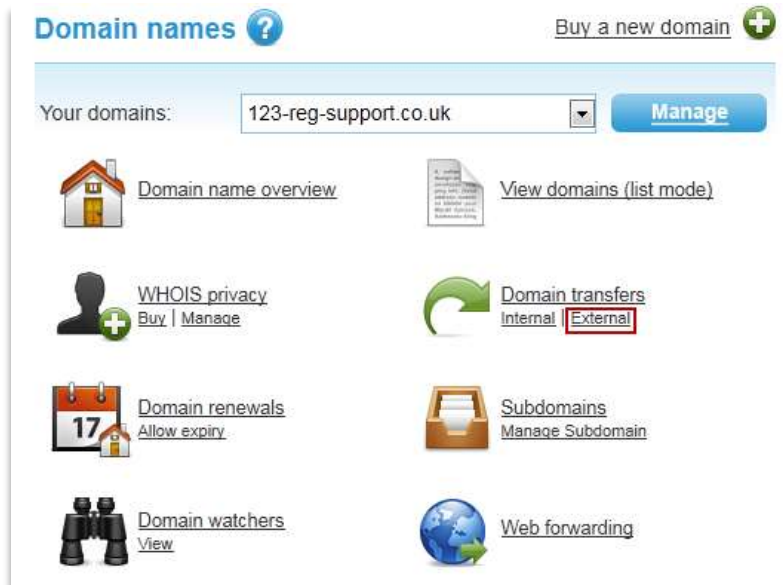 Domain names ?
Buy a new domain
Your domains: 123-reg-support.co.uk Manage
Domain name overview
View domains (list mode)
WHOIS privacy
Buy | Manage
Domain transfers
Internal | External
17
Domain renewals
Allow expiry
Subdomains
Manage Subdomain
Domain watchers
View
Web forwarding